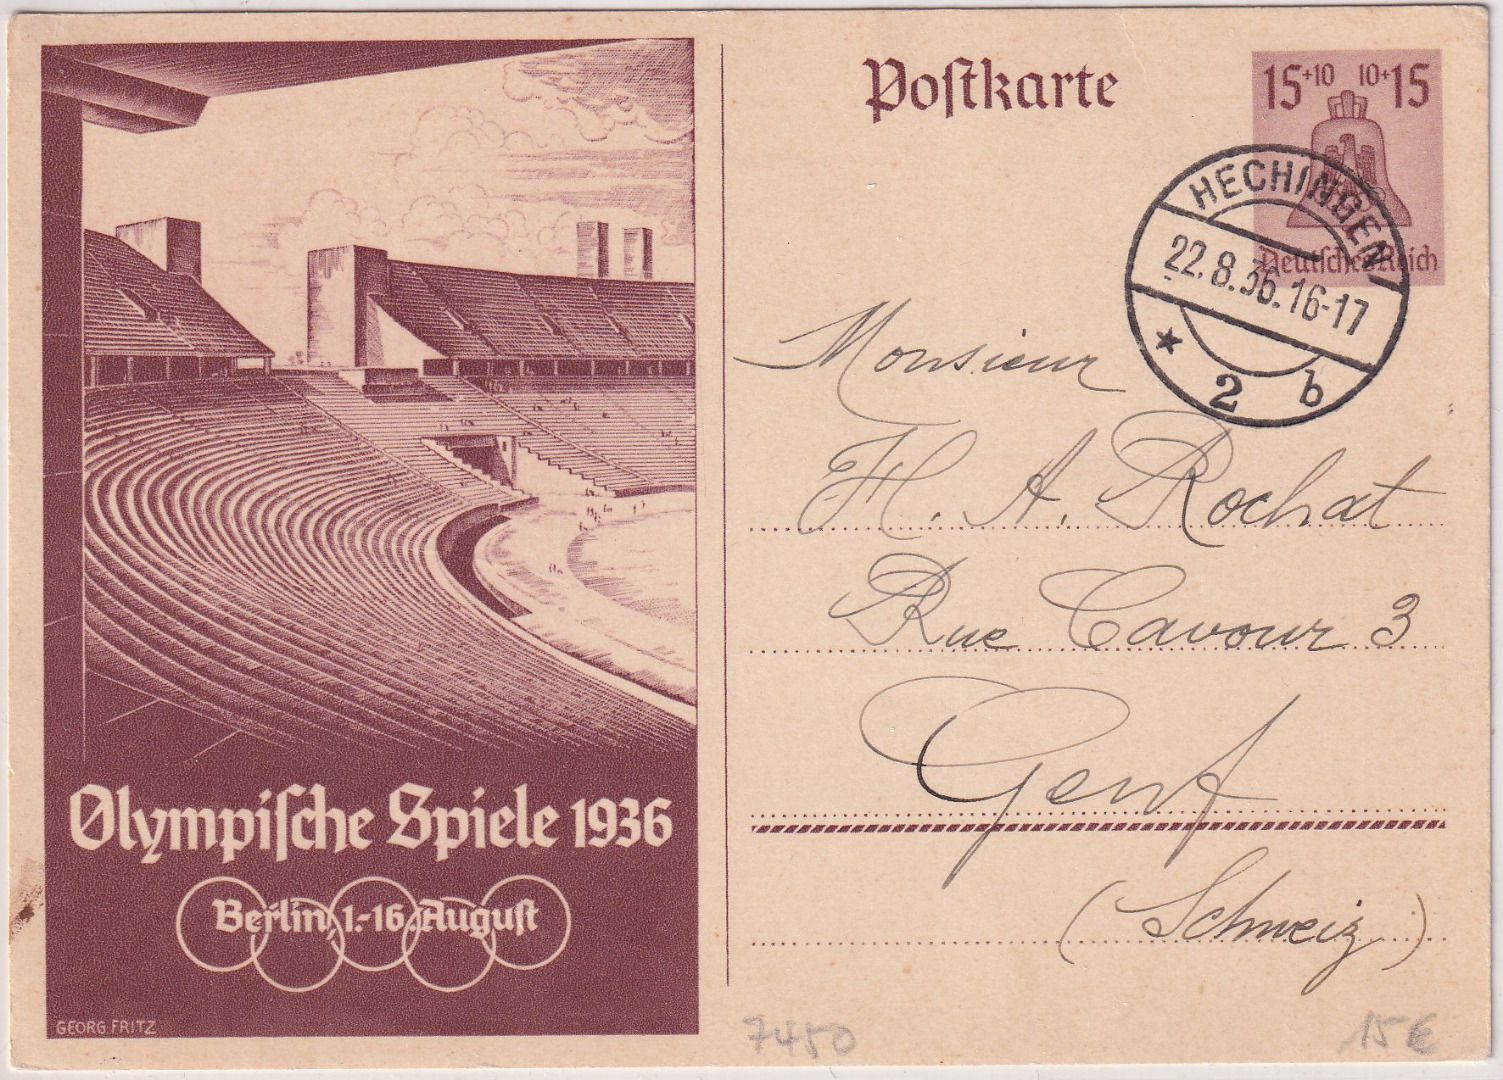 Olympische Spiele 1936
Berlin, 1.-16. August
GEORG FRITZ
Postkarte
15+10 10+15
Deutsches Reich
HECHINGEN
22.8.36.16-17
* 2 b
Monsieur
H. A. Rochat
Rue Cavour 3
Genf
(Schweiz)
7450
15 €